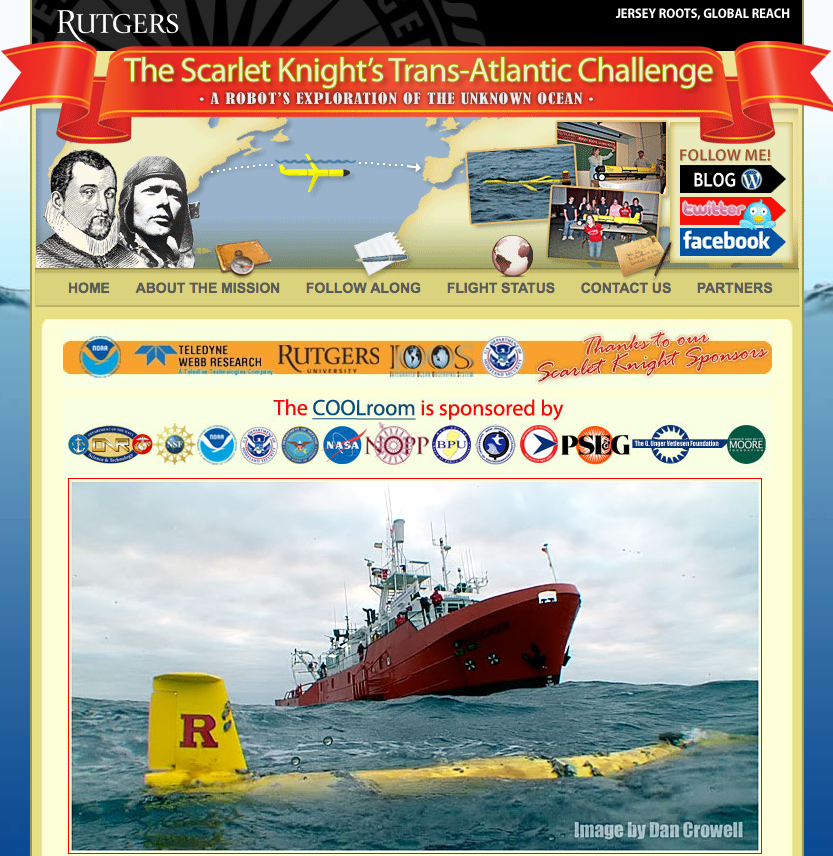 RUTGERS
JERSEY ROOTS, GLOBAL REACH
The Scarlet Knight's Trans-Atlantic Challenge
· A ROBOT'S EXPLORATION OF THE UNKNOWN OCEAN ·
FOLLOW ME!
BLOG
twitter
facebook
HOME ABOUT THE MISSION FOLLOW ALONG FLIGHT STATUS CONTACT US PARTNERS
NOAA
TELEDYNE
WEBB RESEARCH
A Teledyne Technologies Company
RUTGERS
UNIVERSITY
IOOS
Thanks to our
Scarlet Knight Sponsors
The COOLroom is sponsored by
ONR
Science & Technology
NSF
NOAA
NASA
NOPP
BPU
PSEG
The G. Unger Vetlesen Foundation
MOORE
FOUNDATION
R
Image by Dan Crowell